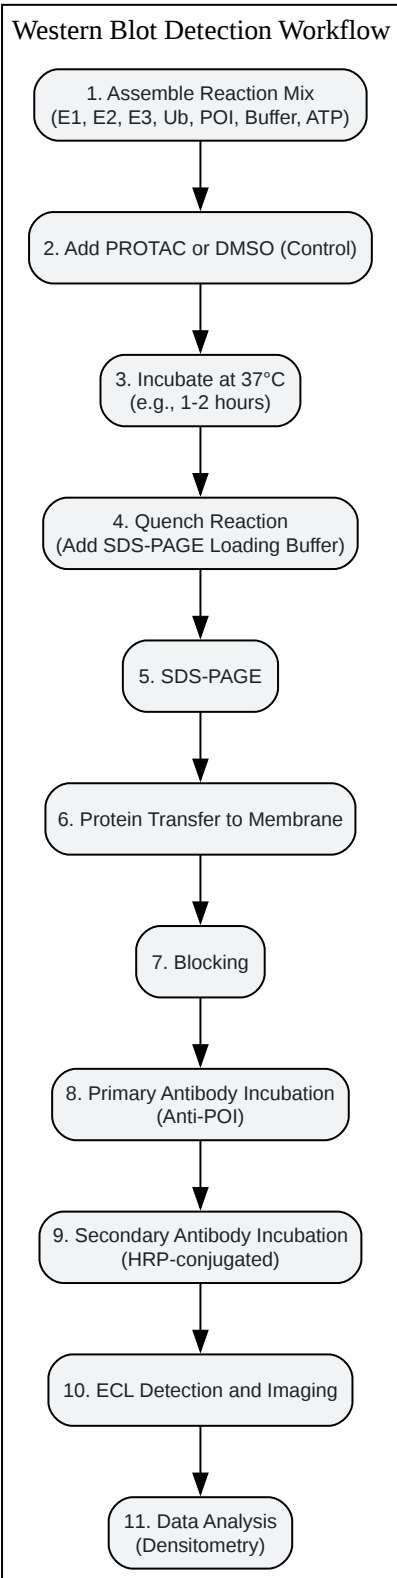 Western Blot Detection Workflow
1. Assemble Reaction Mix
(E1, E2, E3, Ub, POI, Buffer, ATP)
2. Add PROTAC or DMSO (Control)
3. Incubate at 37°C
(e.g., 1-2 hours)
4. Quench Reaction
(Add SDS-PAGE Loading Buffer)
5. SDS-PAGE
6. Protein Transfer to Membrane
7. Blocking
8. Primary Antibody Incubation
(Anti-POI)
9. Secondary Antibody Incubation
(HRP-conjugated)
10. ECL Detection and Imaging
11. Data Analysis
(Densitometry)